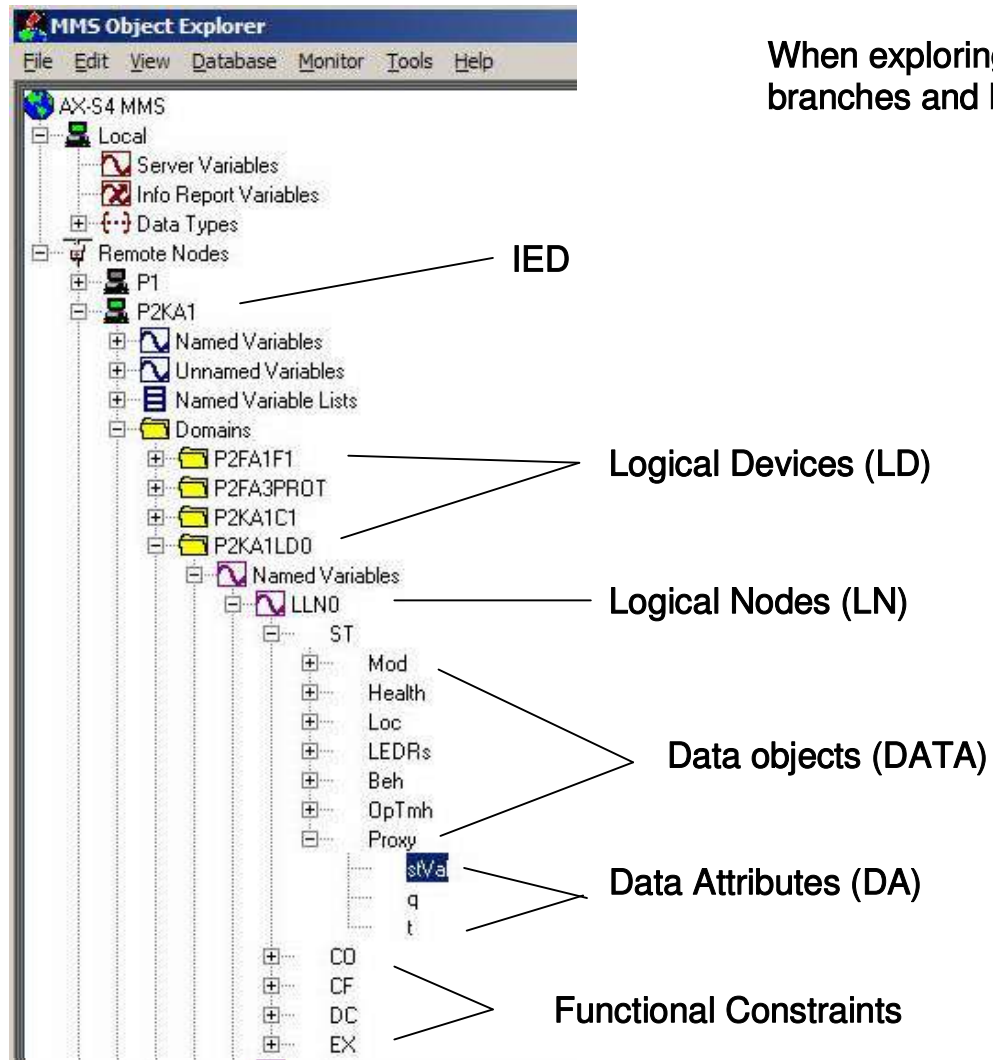 MMS Object Explorer
File Edit View Database Monitor Tools Help
When exploring
branches and
AX-S4 MMS
Local
Server Variables
Info Report Variables
Data Types
Remote Nodes
IED
P1
P2KA1
Named Variables
Unnamed Variables
Named Variable Lists
Domains
P2FA1F1
Logical Devices (LD)
P2FA3PROT
P2KA1C1
P2KA1LD0
Named Variables
LLN0
Logical Nodes (LN)
ST
Mod
Health
Loc
LEDRs
Data objects (DATA)
Beh
OpTmh
Proxy
stVal
Data Attributes (DA)
q
t
CO
CF
DC
Functional Constraints
EX